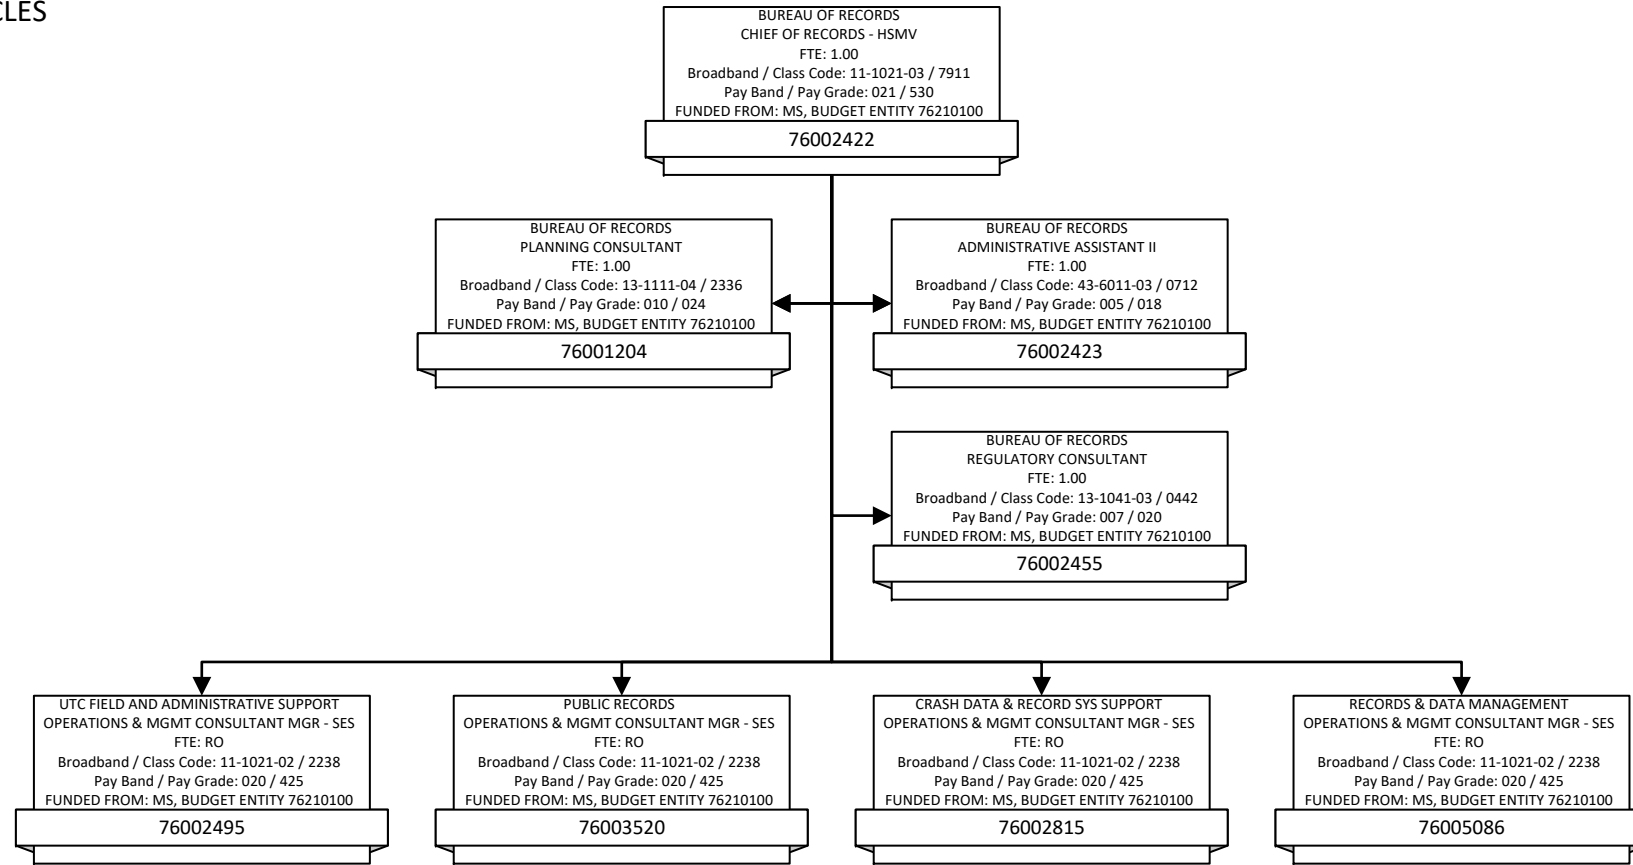 CLES
BUREAU OF RECORDS
CHIEF OF RECORDS - HSMV
FTE: 1.00
Broadband / Class Code: 11-1021-03 / 7911
Pay Band / Pay Grade: 021 / 530
FUNDED FROM: MS, BUDGET ENTITY 76210100
76002422
BUREAU OF RECORDS
PLANNING CONSULTANT
FTE: 1.00
Broadband / Class Code: 13-1111-04 / 2336
Pay Band / Pay Grade: 010 / 024
FUNDED FROM: MS, BUDGET ENTITY 76210100
76001204
BUREAU OF RECORDS
ADMINISTRATIVE ASSISTANT II
FTE: 1.00
Broadband / Class Code: 43-6011-03 / 0712
Pay Band / Pay Grade: 005 / 018
FUNDED FROM: MS, BUDGET ENTITY 76210100
76002423
BUREAU OF RECORDS
REGULATORY CONSULTANT
FTE: 1.00
Broadband / Class Code: 13-1041-03 / 0442
Pay Band / Pay Grade: 007 / 020
FUNDED FROM: MS, BUDGET ENTITY 76210100
76002455
UTC FIELD AND ADMINISTRATIVE SUPPORT
OPERATIONS & MGMT CONSULTANT MGR - SES
FTE: RO
Broadband / Class Code: 11-1021-02 / 2238
Pay Band / Pay Grade: 020 / 425
FUNDED FROM: MS, BUDGET ENTITY 76210100
76002495
PUBLIC RECORDS
OPERATIONS & MGMT CONSULTANT MGR - SES
FTE: RO
Broadband / Class Code: 11-1021-02 / 2238
Pay Band / Pay Grade: 020 / 425
FUNDED FROM: MS, BUDGET ENTITY 76210100
76003520
CRASH DATA & RECORD SYS SUPPORT
OPERATIONS & MGMT CONSULTANT MGR - SES
FTE: RO
Broadband / Class Code: 11-1021-02 / 2238
Pay Band / Pay Grade: 020 / 425
FUNDED FROM: MS, BUDGET ENTITY 76210100
76002815
RECORDS & DATA MANAGEMENT
OPERATIONS & MGMT CONSULTANT MGR - SES
FTE: RO
Broadband / Class Code: 11-1021-02 / 2238
Pay Band / Pay Grade: 020 / 425
FUNDED FROM: MS, BUDGET ENTITY 76210100
76005086